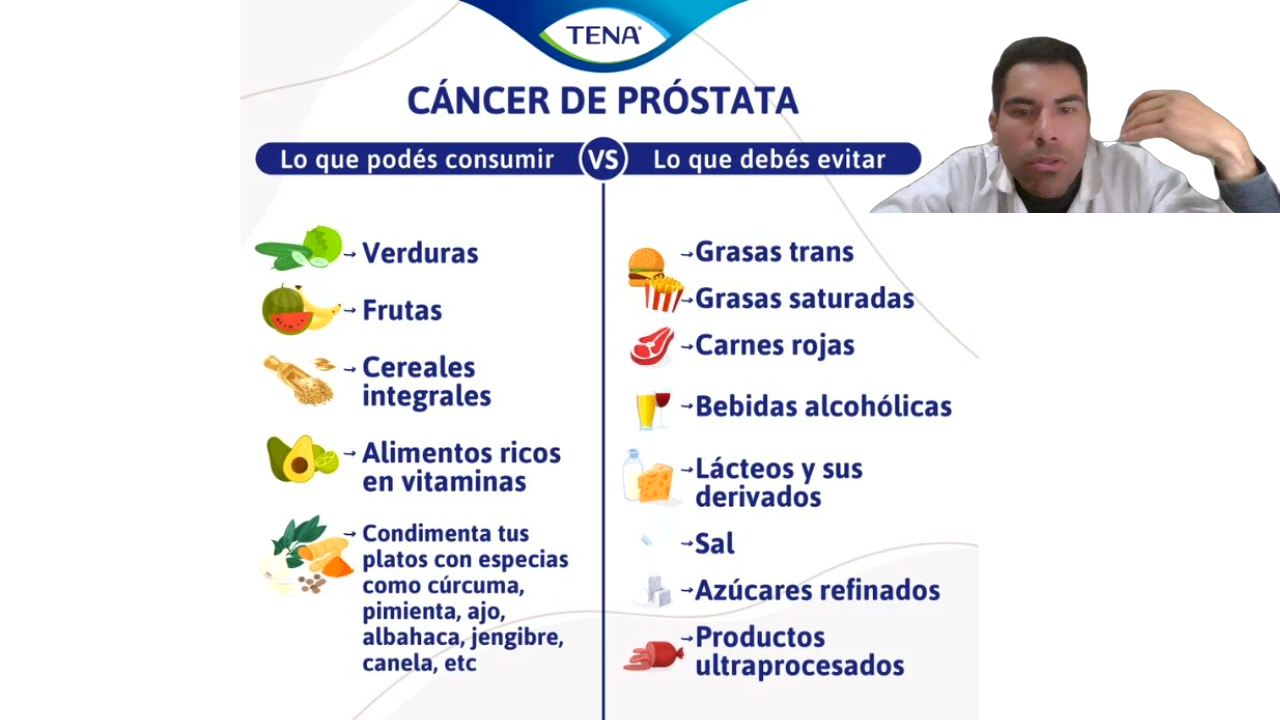 TENA
CÁNCER DE PRÓSTATA
Lo que podés consumir VS Lo que debés evitar
→ Verduras
→ Frutas
→ Cereales
integrales
→ Alimentos ricos
en vitaminas
→ Condimenta tus
platos con especias
como cúrcuma,
pimienta, ajo,
albahaca, jengibre,
canela, etc
→ Grasas trans
→ Grasas saturadas
→ Carnes rojas
→ Bebidas alcohólicas
→ Lácteos y sus
derivados
→ Sal
→ Azúcares refinados
→ Productos
ultraprocesados